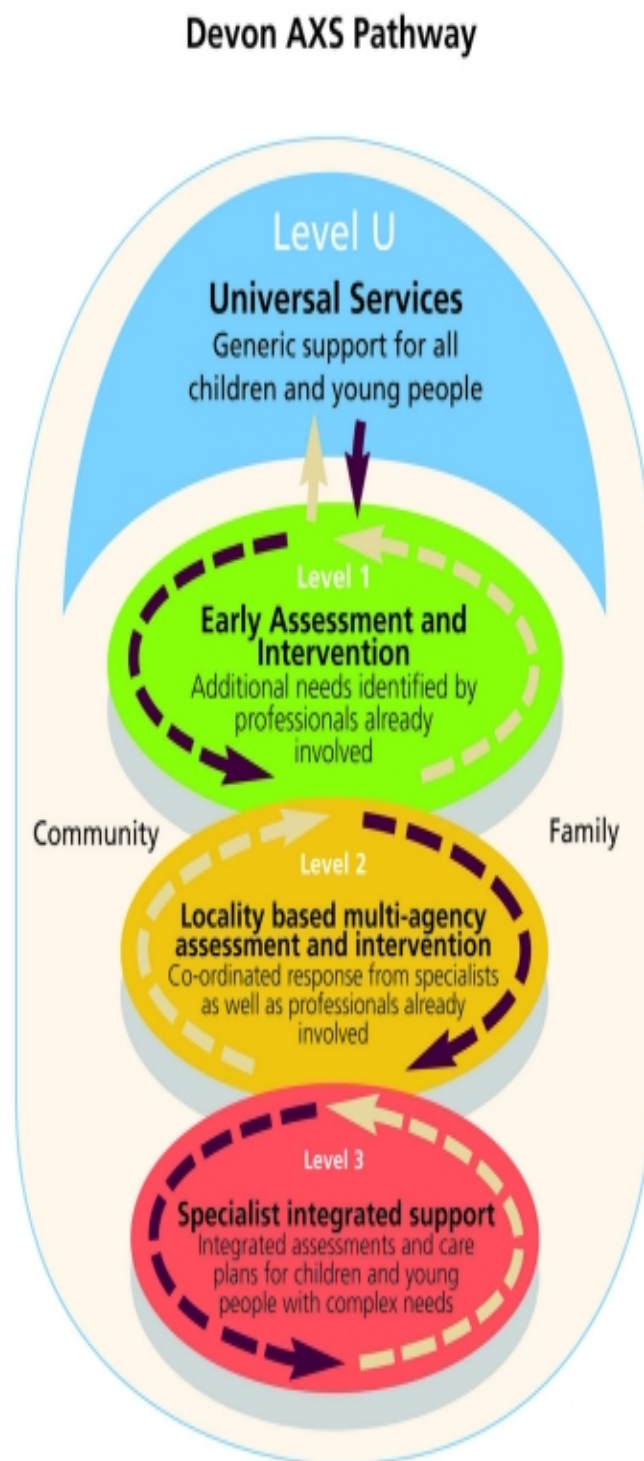 Devon AXS Pathway
Level U
Universal Services
Generic support for all
children and young people
Level 1
Early Assessment and
Intervention
Additional needs identified by
professionals already
involved
Community
Family
Level 2
Locality based multi-agency
assessment and intervention
Co-ordinated response from specialists
as well as professionals already
involved
Level 3
Specialist integrated support
Integrated assessments and care
plans for children and young
people with complex needs